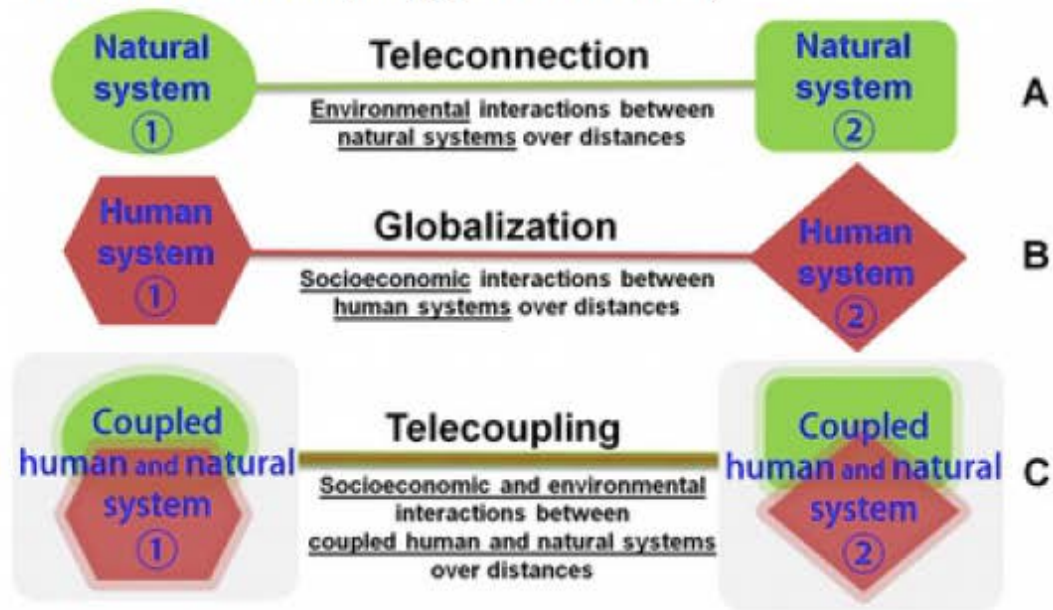 Natural
system
①
Teleconnection
Environmental interactions between
natural systems over distances
Natural
system
②
A
Human
system
①
Globalization
Socioeconomic interactions between
human systems over distances
Human
system
②
B
Coupled
human and natural
system
①
Telecoupling
Socioeconomic and environmental
interactions between
coupled human and natural systems
over distances
Coupled
human and natural
system
②
C